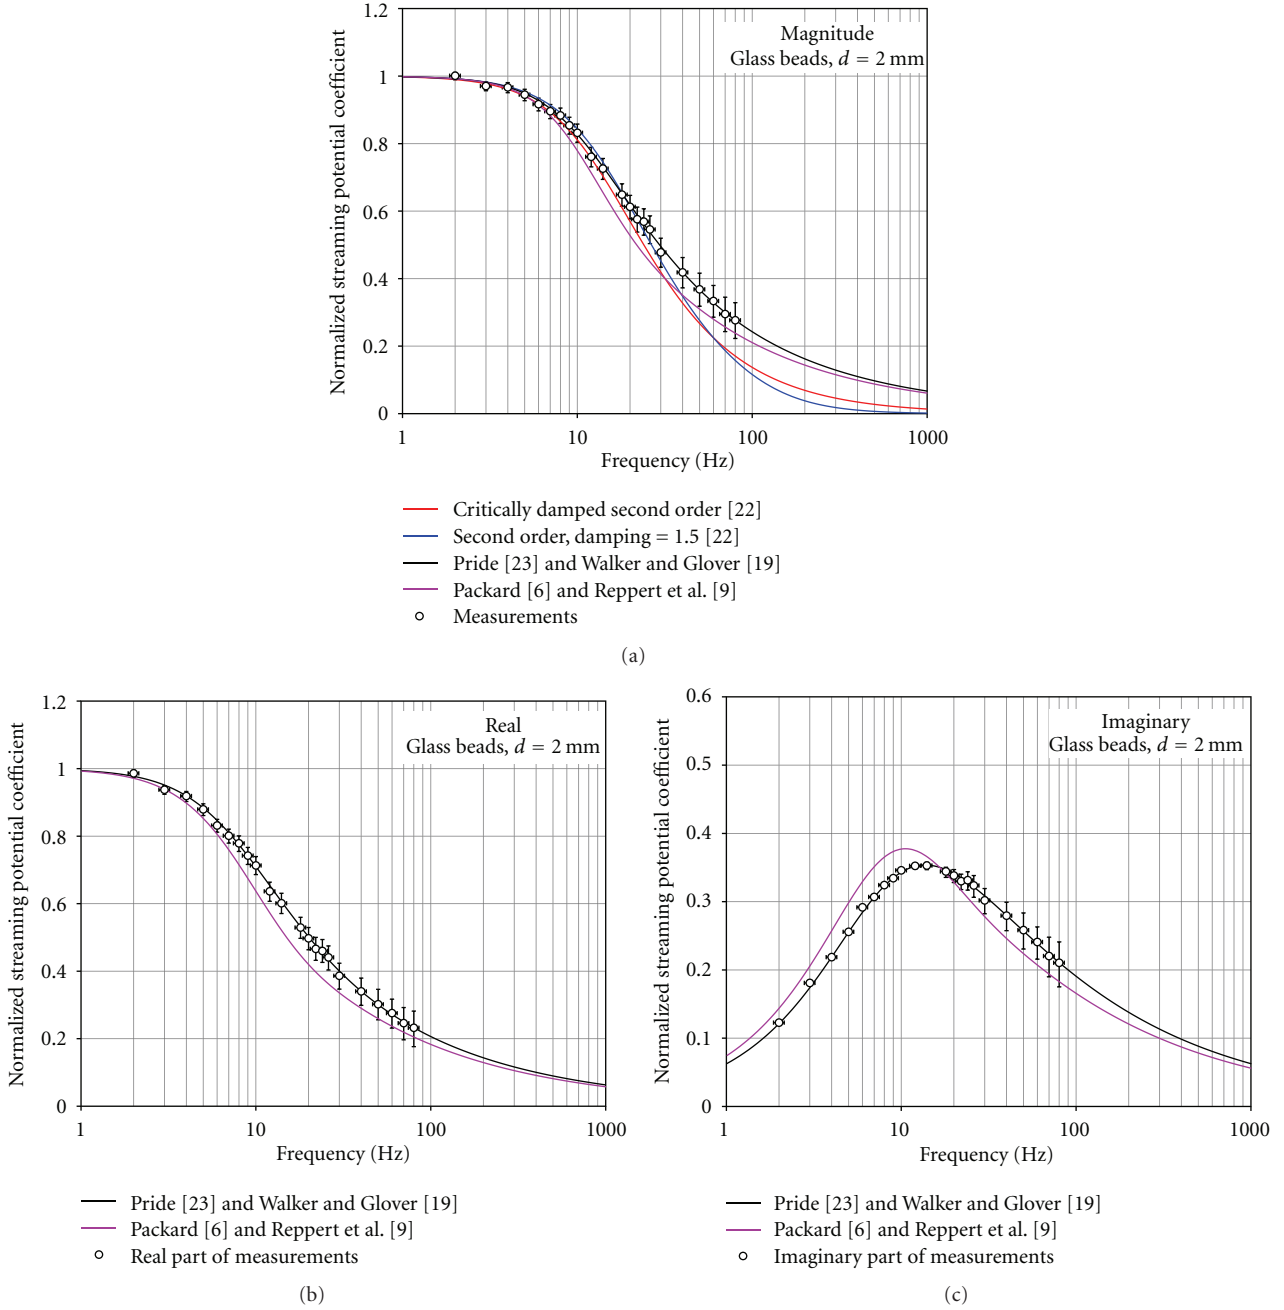 Normalized streaming potential coefficient
1.2
1
0.8
0.6
0.4
0.2
0
Magnitude
Glass beads, d = 2 mm
1
10
100
1000
Frequency (Hz)
Critically damped second order [22]
Second order, damping = 1.5 [22]
Pride [23] and Walker and Glover [19]
Packard [6] and Reppert et al. [9]
Measurements
(a)
Normalized streaming potential coefficient
1.2
1
0.8
0.6
0.4
0.2
0
Real
Glass beads, d = 2 mm
1
10
100
1000
Frequency (Hz)
Pride [23] and Walker and Glover [19]
Packard [6] and Reppert et al. [9]
Real part of measurements
(b)
Normalized streaming potential coefficient
0.6
0.5
0.4
0.3
0.2
0.1
0
Imaginary
Glass beads, d = 2 mm
1
10
100
1000
Frequency (Hz)
Pride [23] and Walker and Glover [19]
Packard [6] and Reppert et al. [9]
Imaginary part of measurements
(c)